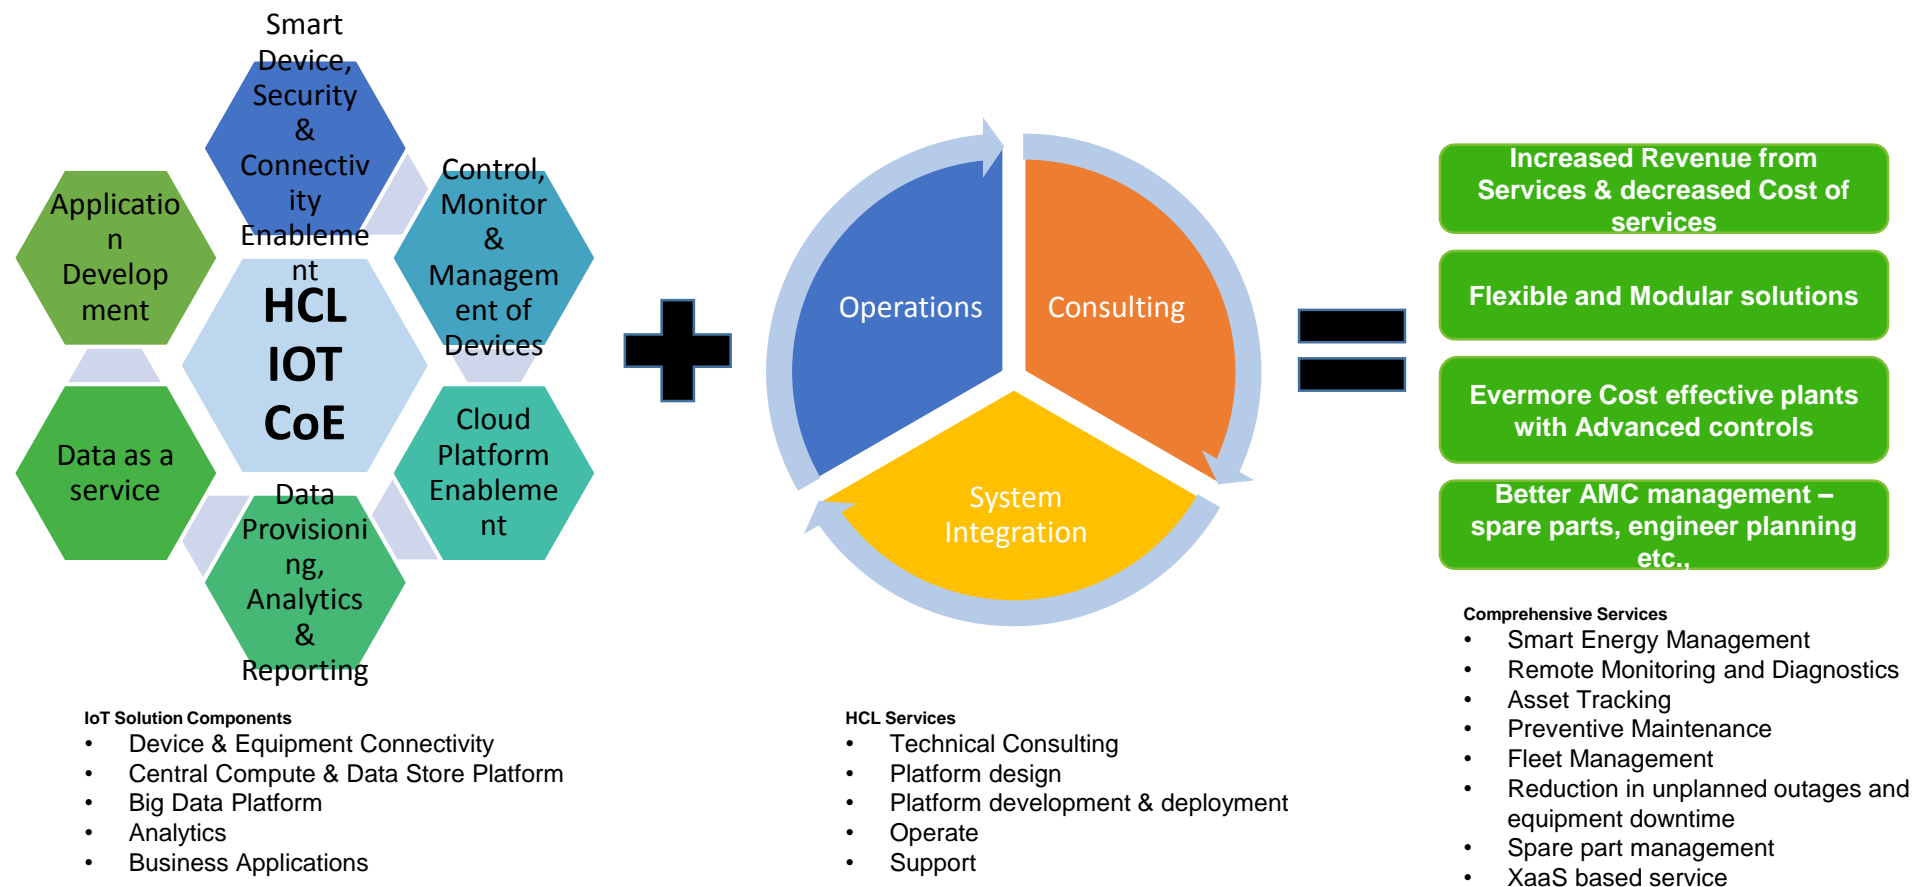 Smart
Device,
Security
&
Connectiv
ity
Enableme
nt
Control,
Monitor
&
Managem
ent of
Devices
Cloud
Platform
Enableme
nt
Data
Provisioni
ng,
Analytics
&
Reporting
Data as a
service
Applicatio
n
Develop
ment
HCL
IOT
CoE
IoT Solution Components
• Device & Equipment Connectivity
• Central Compute & Data Store Platform
• Big Data Platform
• Analytics
• Business Applications
Operations
Consulting
System
Integration
HCL Services
• Technical Consulting
• Platform design
• Platform development & deployment
• Operate
• Support
Increased Revenue from
Services & decreased Cost of
services
Flexible and Modular solutions
Evermore Cost effective plants
with Advanced controls
Better AMC management –
spare parts, engineer planning
etc.,
Comprehensive Services
• Smart Energy Management
• Remote Monitoring and Diagnostics
• Asset Tracking
• Preventive Maintenance
• Fleet Management
• Reduction in unplanned outages and
equipment downtime
• Spare part management
• XaaS based service